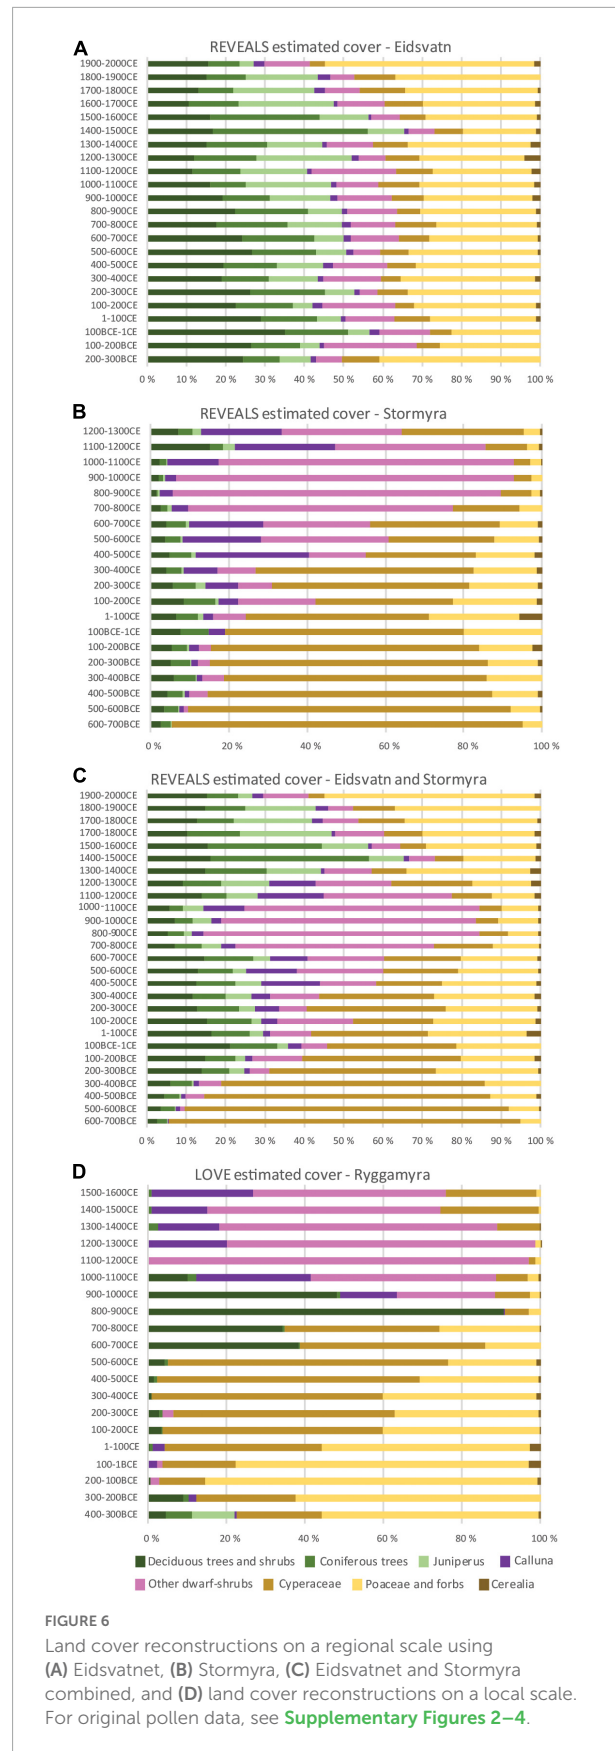 A
REVEALS estimated cover - Eidsvatn
1900-2000CE
1800-1900CE
1700-1800CE
1600-1700CE
1500-1600CE
1400-1500CE
1300-1400CE
1200-1300CE
1100-1200CE
1000-1100CE
900-1000CE
800-900CE
700-800CE
600-700CE
500-600CE
400-500CE
300-400CE
200-300CE
100-200CE
1-100CE
100BCE-1CE
100-200BCE
200-300BCE
0 % 10 % 20 % 30 % 40 % 50 % 60 % 70 % 80 % 90 % 100 %
B
REVEALS estimated cover - Stormyra
1200-1300CE
1100-1200CE
1000-1100CE
900-1000CE
800-900CE
700-800CE
600-700CE
500-600CE
400-500CE
300-400CE
200-300CE
100-200CE
1-100CE
100BCE-1CE
100-200BCE
200-300BCE
300-400BCE
400-500BCE
500-600BCE
600-700BCE
0 % 20 % 40 % 60 % 80 % 100 %
C
REVEALS estimated cover - Eidsvatn and Stormyra
1900-2000CE
1800-1900CE
1700-1800CE
1700-1800CE
1500-1600CE
1400-1500CE
1300-1400CE
1200-1300CE
1100-1200CE
1000-1100CE
900-1000CE
800-900CE
700-800CE
600-700CE
500-600CE
400-500CE
300-400CE
200-300CE
100-200CE
1-100CE
100BCE-1CE
100-200BCE
200-300BCE
300-400BCE
400-500BCE
500-600BCE
600-700BCE
0 % 10 % 20 % 30 % 40 % 50 % 60 % 70 % 80 % 90 % 100 %
D
LOVE estimated cover - Ryggamyra
1500-1600CE
1400-1500CE
1300-1400CE
1200-1300CE
1100-1200CE
1000-1100CE
900-1000CE
800-900CE
700-800CE
600-700CE
500-600CE
400-500CE
300-400CE
200-300CE
100-200CE
1-100CE
100-1BCE
200-100BCE
300-200BCE
400-300BCE
0 % 20 % 40 % 60 % 80 % 100 %
Deciduous trees and shrubs Coniferous trees Juniperus Calluna
Other dwarf-shrubs Cyperaceae Poaceae and forbs Cerealia
FIGURE 6
Land cover reconstructions on a regional scale using
(A) Eidsvatnet, (B) Stormyra, (C) Eidsvatnet and Stormyra
combined, and (D) land cover reconstructions on a local scale.
For original pollen data, see Supplementary Figures 2–4.